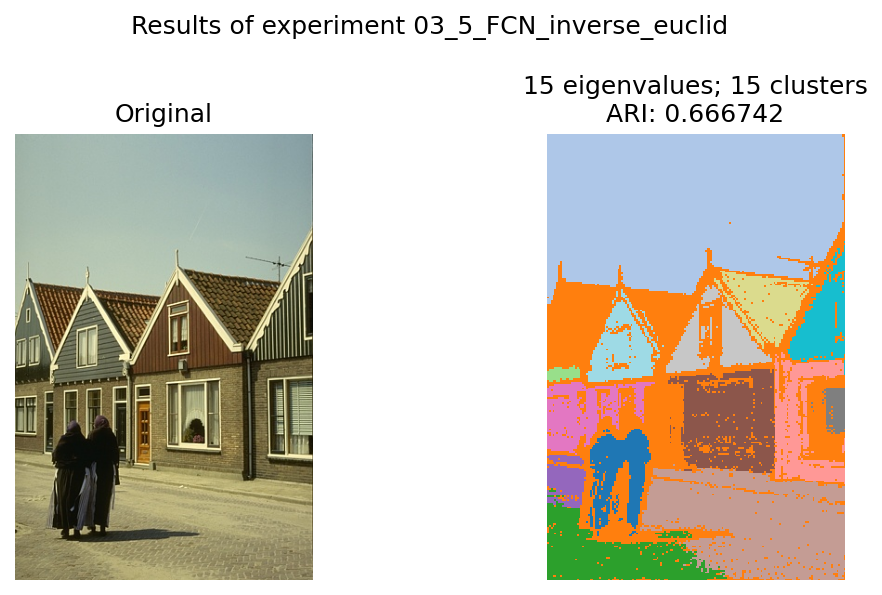 Results of experiment 03_5_FCN_inverse_euclid
Original
15 eigenvalues; 15 clusters
ARI: 0.666742